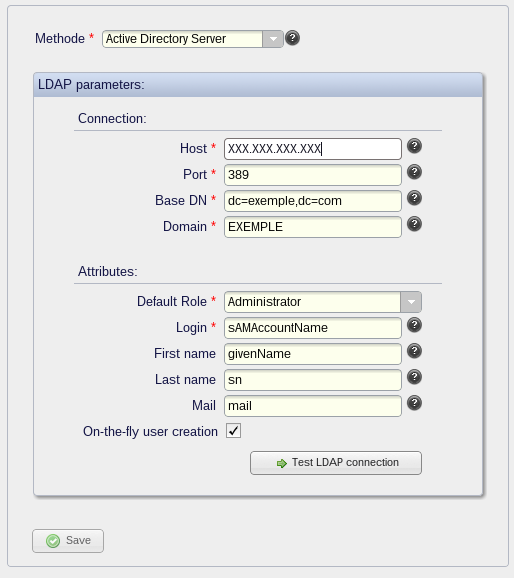 Methode * Active Directory Server ?
LDAP parameters:
Connection:
Host * XXX.XXX.XXX.XXX ?
Port * 389 ?
Base DN * dc=exemple,dc=com ?
Domain * EXEMPLE ?
Attributes:
Default Role * Administrator
Login * sAMAccountName ?
First name givenName ?
Last name sn ?
Mail mail ?
On-the-fly user creation
Test LDAP connection
Save